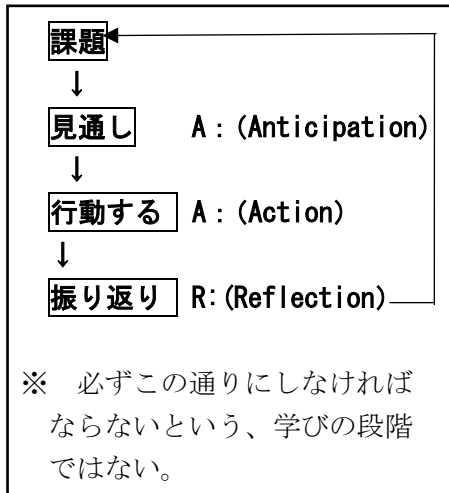 課題
↓
見通し A：(Anticipation)
↓
行動する A：(Action)
↓
振り返り R:(Reflection)
※ 必ずこの通りにしなければ
ならないという、学びの段階
ではない。